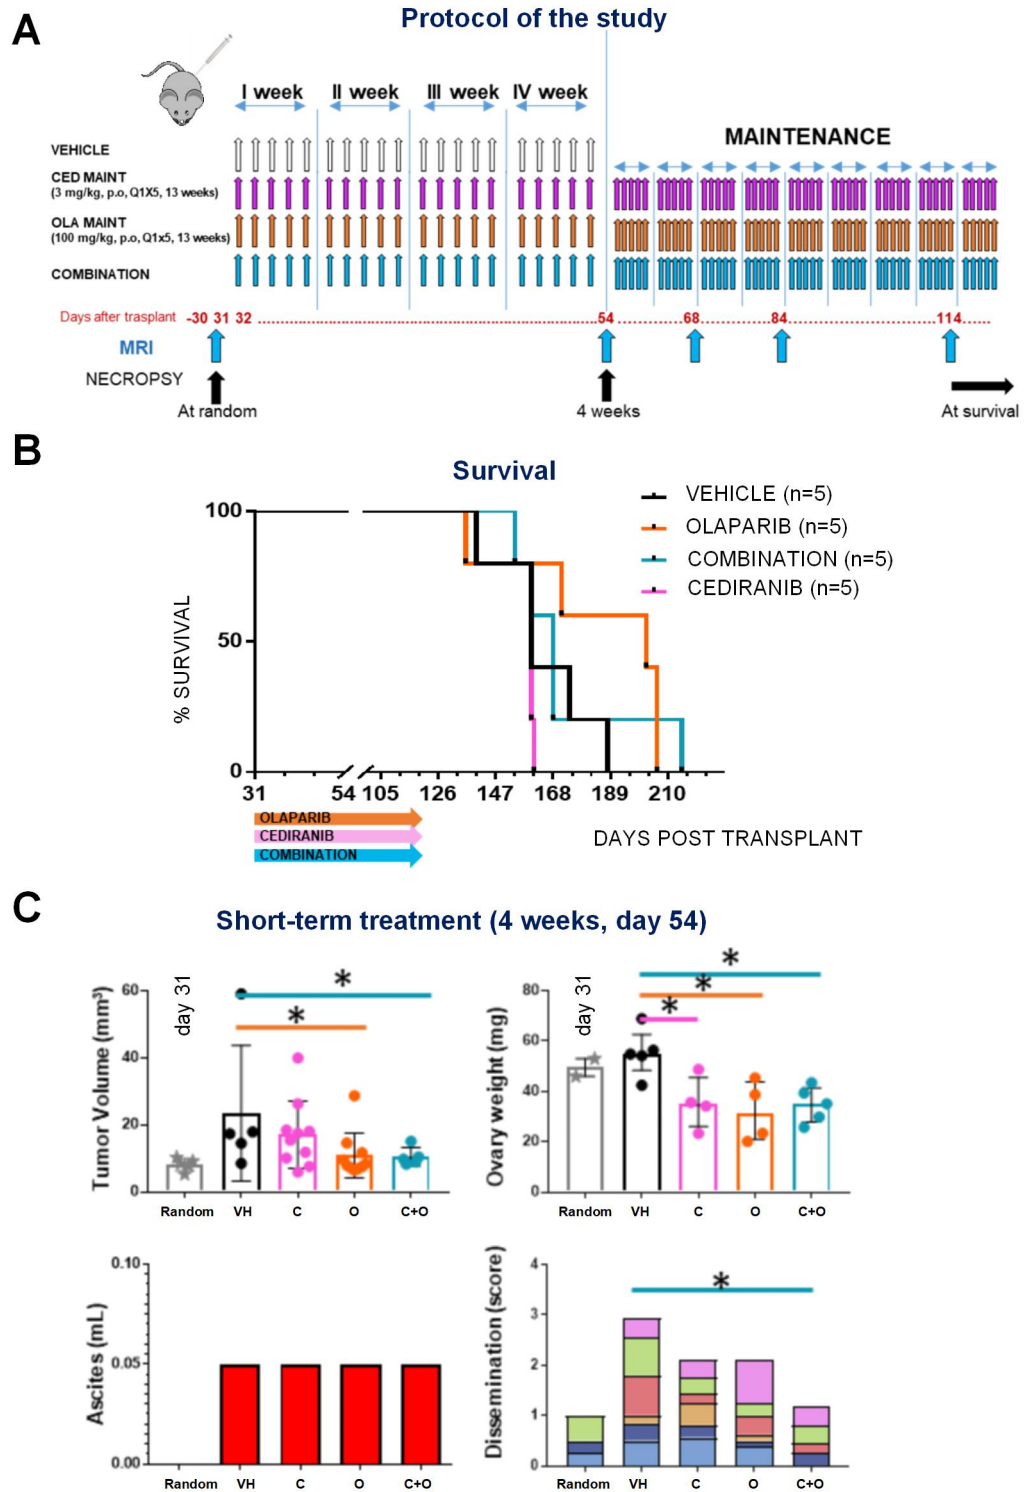 A
Protocol of the study
I week II week III week IV week
MAINTENANCE
VEHICLE
CED MAINT
(3 mg/kg, p.o, Q1X5, 13 weeks)
OLA MAINT
(100 mg/kg, p.o, Q1x5, 13 weeks)
COMBINATION
Days after trasplant -30 31 32 54 68 84 114
MRI
NECROPSY
At random 4 weeks At survival
B
Survival
VEHICLE (n=5)
OLAPARIB (n=5)
COMBINATION (n=5)
CEDIRANIB (n=5)
% SURVIVAL
100
50
0
31 54 105 126 147 168 189 210
OLAPARIB
CEDIRANIB
COMBINATION
DAYS POST TRANSPLANT
C
Short-term treatment (4 weeks, day 54)
Tumor Volume (mm³)
60
40
20
0
day 31
*
*
Random VH C O C+O
Ovary weight (mg)
80
60
40
20
0
day 31
*
*
*
Random VH C O C+O
Ascites (mL)
0.10
0.05
0.00
Random VH C O C+O
Dissemination (score)
4
3
2
1
0
*
Random VH C O C+O